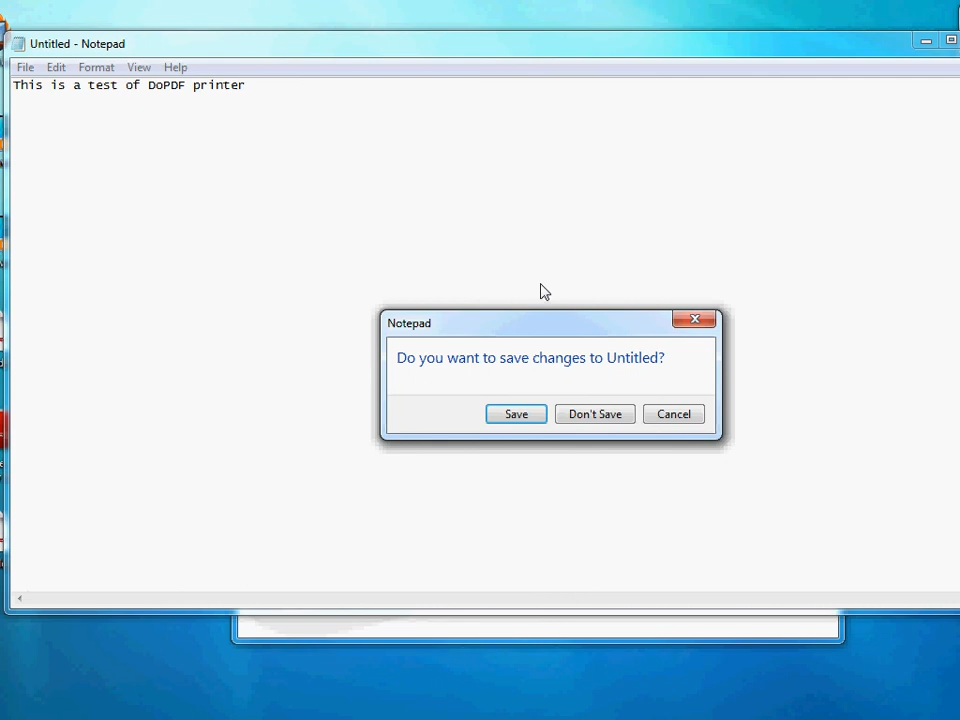 Untitled - Notepad
File Edit Format View Help
This is a test of DoPDF printer
Notepad
Do you want to save changes to Untitled?
Save Don't Save Cancel